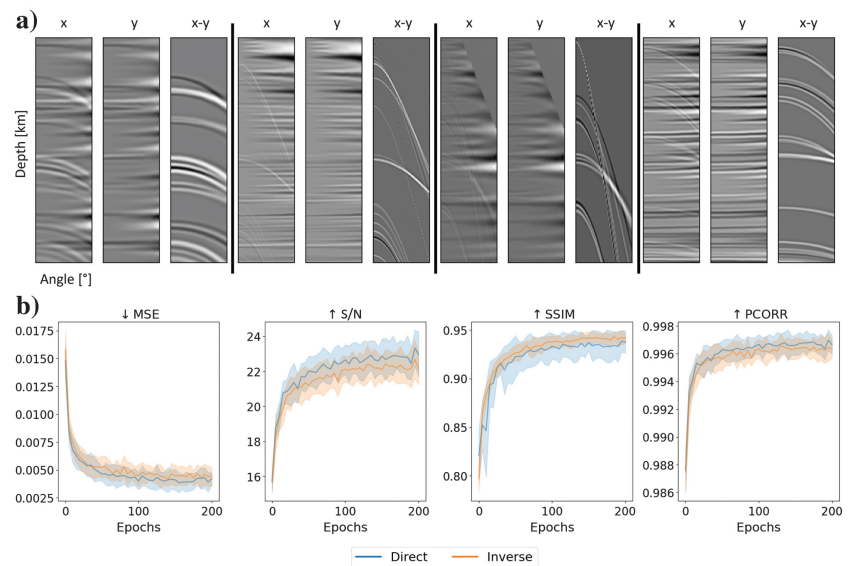 a)
x y x-y x y x-y x y x-y x y x-y
Depth [km]
Angle [°]
b)
↓ MSE ↑ S/N ↑ SSIM ↑ PCORR
0.0175 0.0150 0.0125 0.0100 0.0075 0.0050 0.0025
24 22 20 18 16
0.95 0.90 0.85 0.80
0.998 0.996 0.994 0.992 0.990 0.988 0.986
0 100 200 0 100 200 0 100 200 0 100 200
Epochs Epochs Epochs Epochs
Direct Inverse